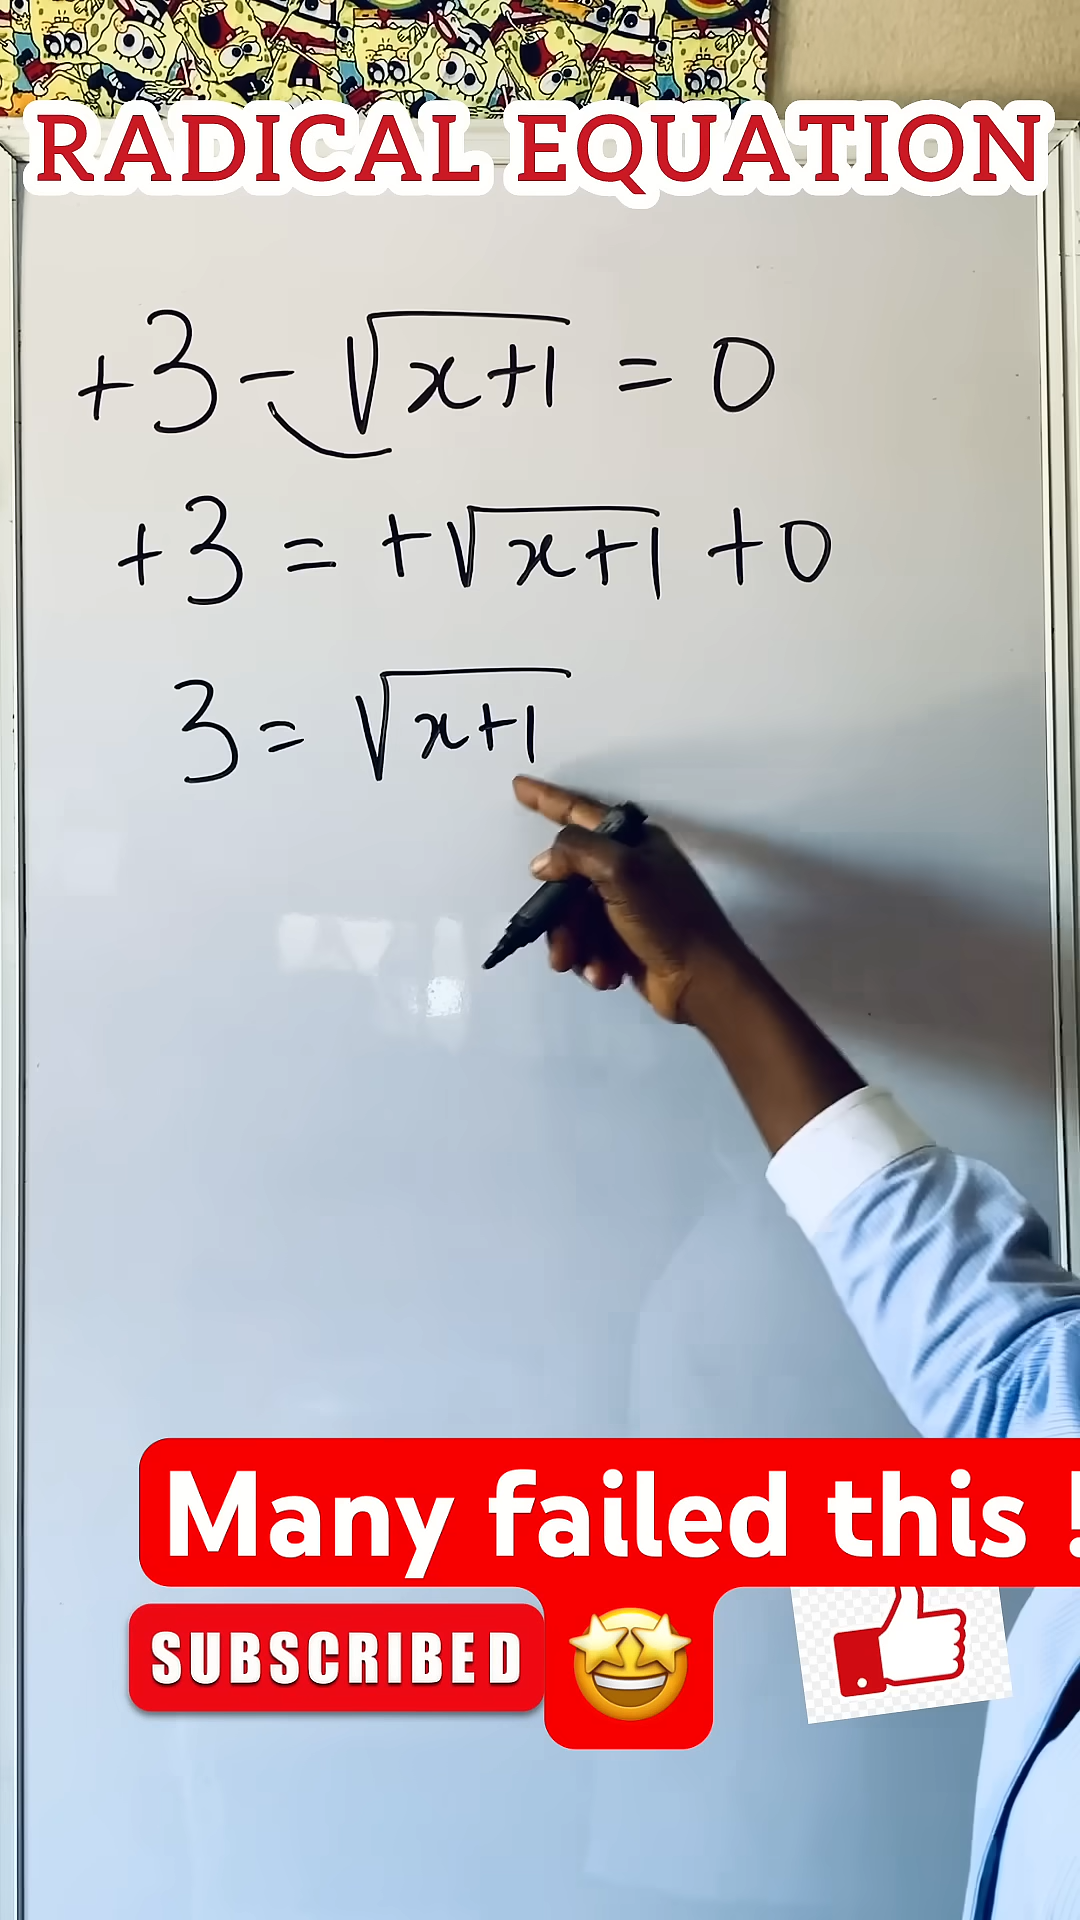 RADICAL EQUATION
+3 - √x+1 = 0
+3 = +√x+1 + 0
3 = √x+1
Many failed this !
SUBSCRIBED 🤩